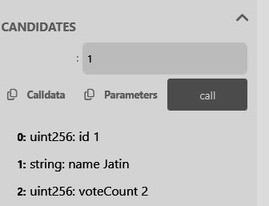 CANDIDATES
: 1
Calldata Parameters call
0: uint256: id 1
1: string: name Jatin
2: uint256: voteCount 2